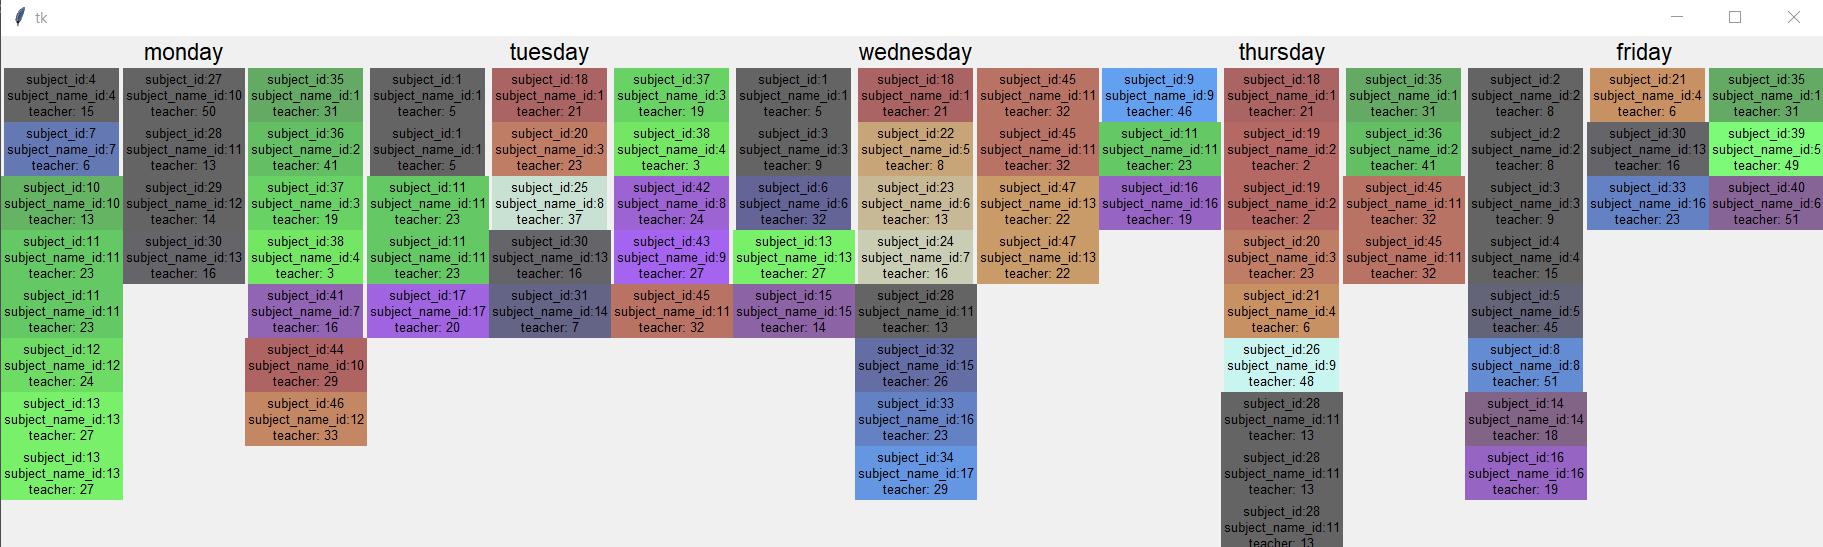 tk
monday
subject_id:4
subject_name_id:4
teacher: 15
subject_id:7
subject_name_id:7
teacher: 6
subject_id:10
subject_name_id:10
teacher: 13
subject_id:11
subject_name_id:11
teacher: 23
subject_id:11
subject_name_id:11
teacher: 23
subject_id:12
subject_name_id:12
teacher: 24
subject_id:13
subject_name_id:13
teacher: 27
subject_id:13
subject_name_id:13
teacher: 27
subject_id:27
subject_name_id:10
teacher: 50
subject_id:28
subject_name_id:11
teacher: 13
subject_id:29
subject_name_id:12
teacher: 14
subject_id:30
subject_name_id:13
teacher: 16
subject_id:35
subject_name_id:1
teacher: 31
subject_id:36
subject_name_id:2
teacher: 41
subject_id:37
subject_name_id:3
teacher: 19
subject_id:38
subject_name_id:4
teacher: 3
subject_id:41
subject_name_id:7
teacher: 16
subject_id:44
subject_name_id:10
teacher: 29
subject_id:46
subject_name_id:12
teacher: 33
tuesday
subject_id:1
subject_name_id:1
teacher: 5
subject_id:1
subject_name_id:1
teacher: 5
subject_id:11
subject_name_id:11
teacher: 23
subject_id:11
subject_name_id:11
teacher: 23
subject_id:17
subject_name_id:17
teacher: 20
subject_id:18
subject_name_id:1
teacher: 21
subject_id:20
subject_name_id:3
teacher: 23
subject_id:25
subject_name_id:8
teacher: 37
subject_id:30
subject_name_id:13
teacher: 16
subject_id:31
subject_name_id:14
teacher: 7
subject_id:37
subject_name_id:3
teacher: 19
subject_id:38
subject_name_id:4
teacher: 3
subject_id:42
subject_name_id:8
teacher: 24
subject_id:43
subject_name_id:9
teacher: 27
subject_id:45
subject_name_id:11
teacher: 32
wednesday
subject_id:1
subject_name_id:1
teacher: 5
subject_id:3
subject_name_id:3
teacher: 9
subject_id:6
subject_name_id:6
teacher: 32
subject_id:13
subject_name_id:13
teacher: 27
subject_id:15
subject_name_id:15
teacher: 14
subject_id:18
subject_name_id:1
teacher: 21
subject_id:22
subject_name_id:5
teacher: 8
subject_id:23
subject_name_id:6
teacher: 13
subject_id:24
subject_name_id:7
teacher: 16
subject_id:28
subject_name_id:11
teacher: 13
subject_id:32
subject_name_id:15
teacher: 26
subject_id:33
subject_name_id:16
teacher: 23
subject_id:34
subject_name_id:17
teacher: 29
subject_id:45
subject_name_id:11
teacher: 32
subject_id:45
subject_name_id:11
teacher: 32
subject_id:47
subject_name_id:13
teacher: 22
subject_id:47
subject_name_id:13
teacher: 22
thursday
subject_id:9
subject_name_id:9
teacher: 46
subject_id:11
subject_name_id:11
teacher: 23
subject_id:16
subject_name_id:16
teacher: 19
subject_id:18
subject_name_id:1
teacher: 21
subject_id:19
subject_name_id:2
teacher: 2
subject_id:19
subject_name_id:2
teacher: 2
subject_id:20
subject_name_id:3
teacher: 23
subject_id:21
subject_name_id:4
teacher: 6
subject_id:26
subject_name_id:9
teacher: 48
subject_id:28
subject_name_id:11
teacher: 13
subject_id:28
subject_name_id:11
teacher: 13
subject_id:28
subject_name_id:11
teacher: 13
subject_id:35
subject_name_id:1
teacher: 31
subject_id:36
subject_name_id:2
teacher: 41
subject_id:45
subject_name_id:11
teacher: 32
subject_id:45
subject_name_id:11
teacher: 32
friday
subject_id:2
subject_name_id:2
teacher: 8
subject_id:2
subject_name_id:2
teacher: 8
subject_id:3
subject_name_id:3
teacher: 9
subject_id:4
subject_name_id:4
teacher: 15
subject_id:5
subject_name_id:5
teacher: 45
subject_id:8
subject_name_id:8
teacher: 51
subject_id:14
subject_name_id:14
teacher: 18
subject_id:16
subject_name_id:16
teacher: 19
subject_id:21
subject_name_id:4
teacher: 6
subject_id:30
subject_name_id:13
teacher: 16
subject_id:33
subject_name_id:16
teacher: 23
subject_id:35
subject_name_id:1
teacher: 31
subject_id:39
subject_name_id:5
teacher: 49
subject_id:40
subject_name_id:6
teacher: 51